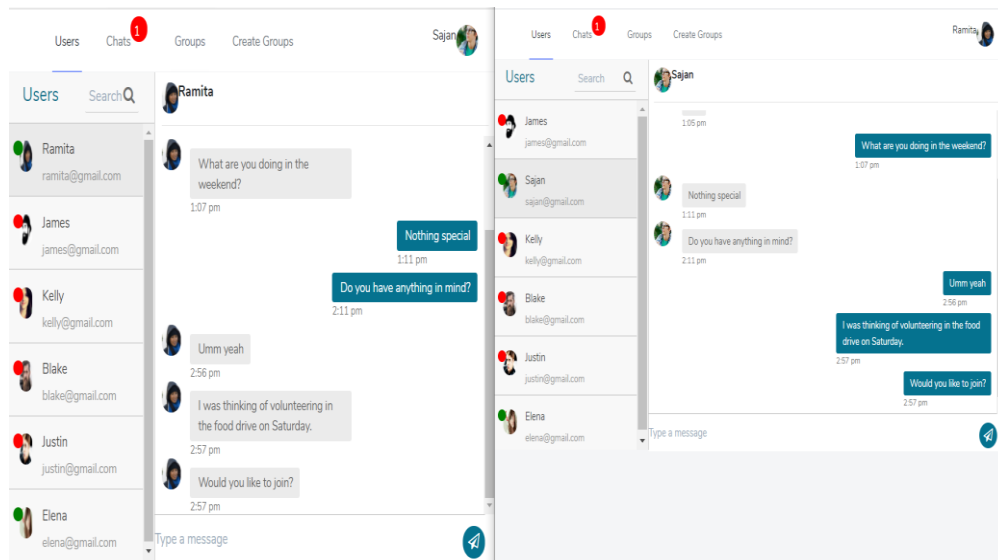 Users Chats 1 Groups Create Groups Sajan
Users Search
Ramita
ramita@gmail.com
James
james@gmail.com
Kelly
kelly@gmail.com
Blake
blake@gmail.com
Justin
justin@gmail.com
Elena
elena@gmail.com
Ramita
What are you doing in the
weekend?
1:07 pm
Nothing special
1:11 pm
Do you have anything in mind?
2:11 pm
Umm yeah
2:56 pm
I was thinking of volunteering in
the food drive on Saturday.
2:57 pm
Would you like to join?
2:57 pm
Type a message
Users Chats 1 Groups Create Groups Ramita
Users Search
James
james@gmail.com
Sajan
sajan@gmail.com
Kelly
kelly@gmail.com
Blake
blake@gmail.com
Justin
justin@gmail.com
Elena
elena@gmail.com
Sajan
1:05 pm
What are you doing in the weekend?
1:07 pm
Nothing special
1:11 pm
Do you have anything in mind?
2:11 pm
Umm yeah
2:56 pm
I was thinking of volunteering in the food
drive on Saturday.
2:57 pm
Would you like to join?
2:57 pm
Type a message